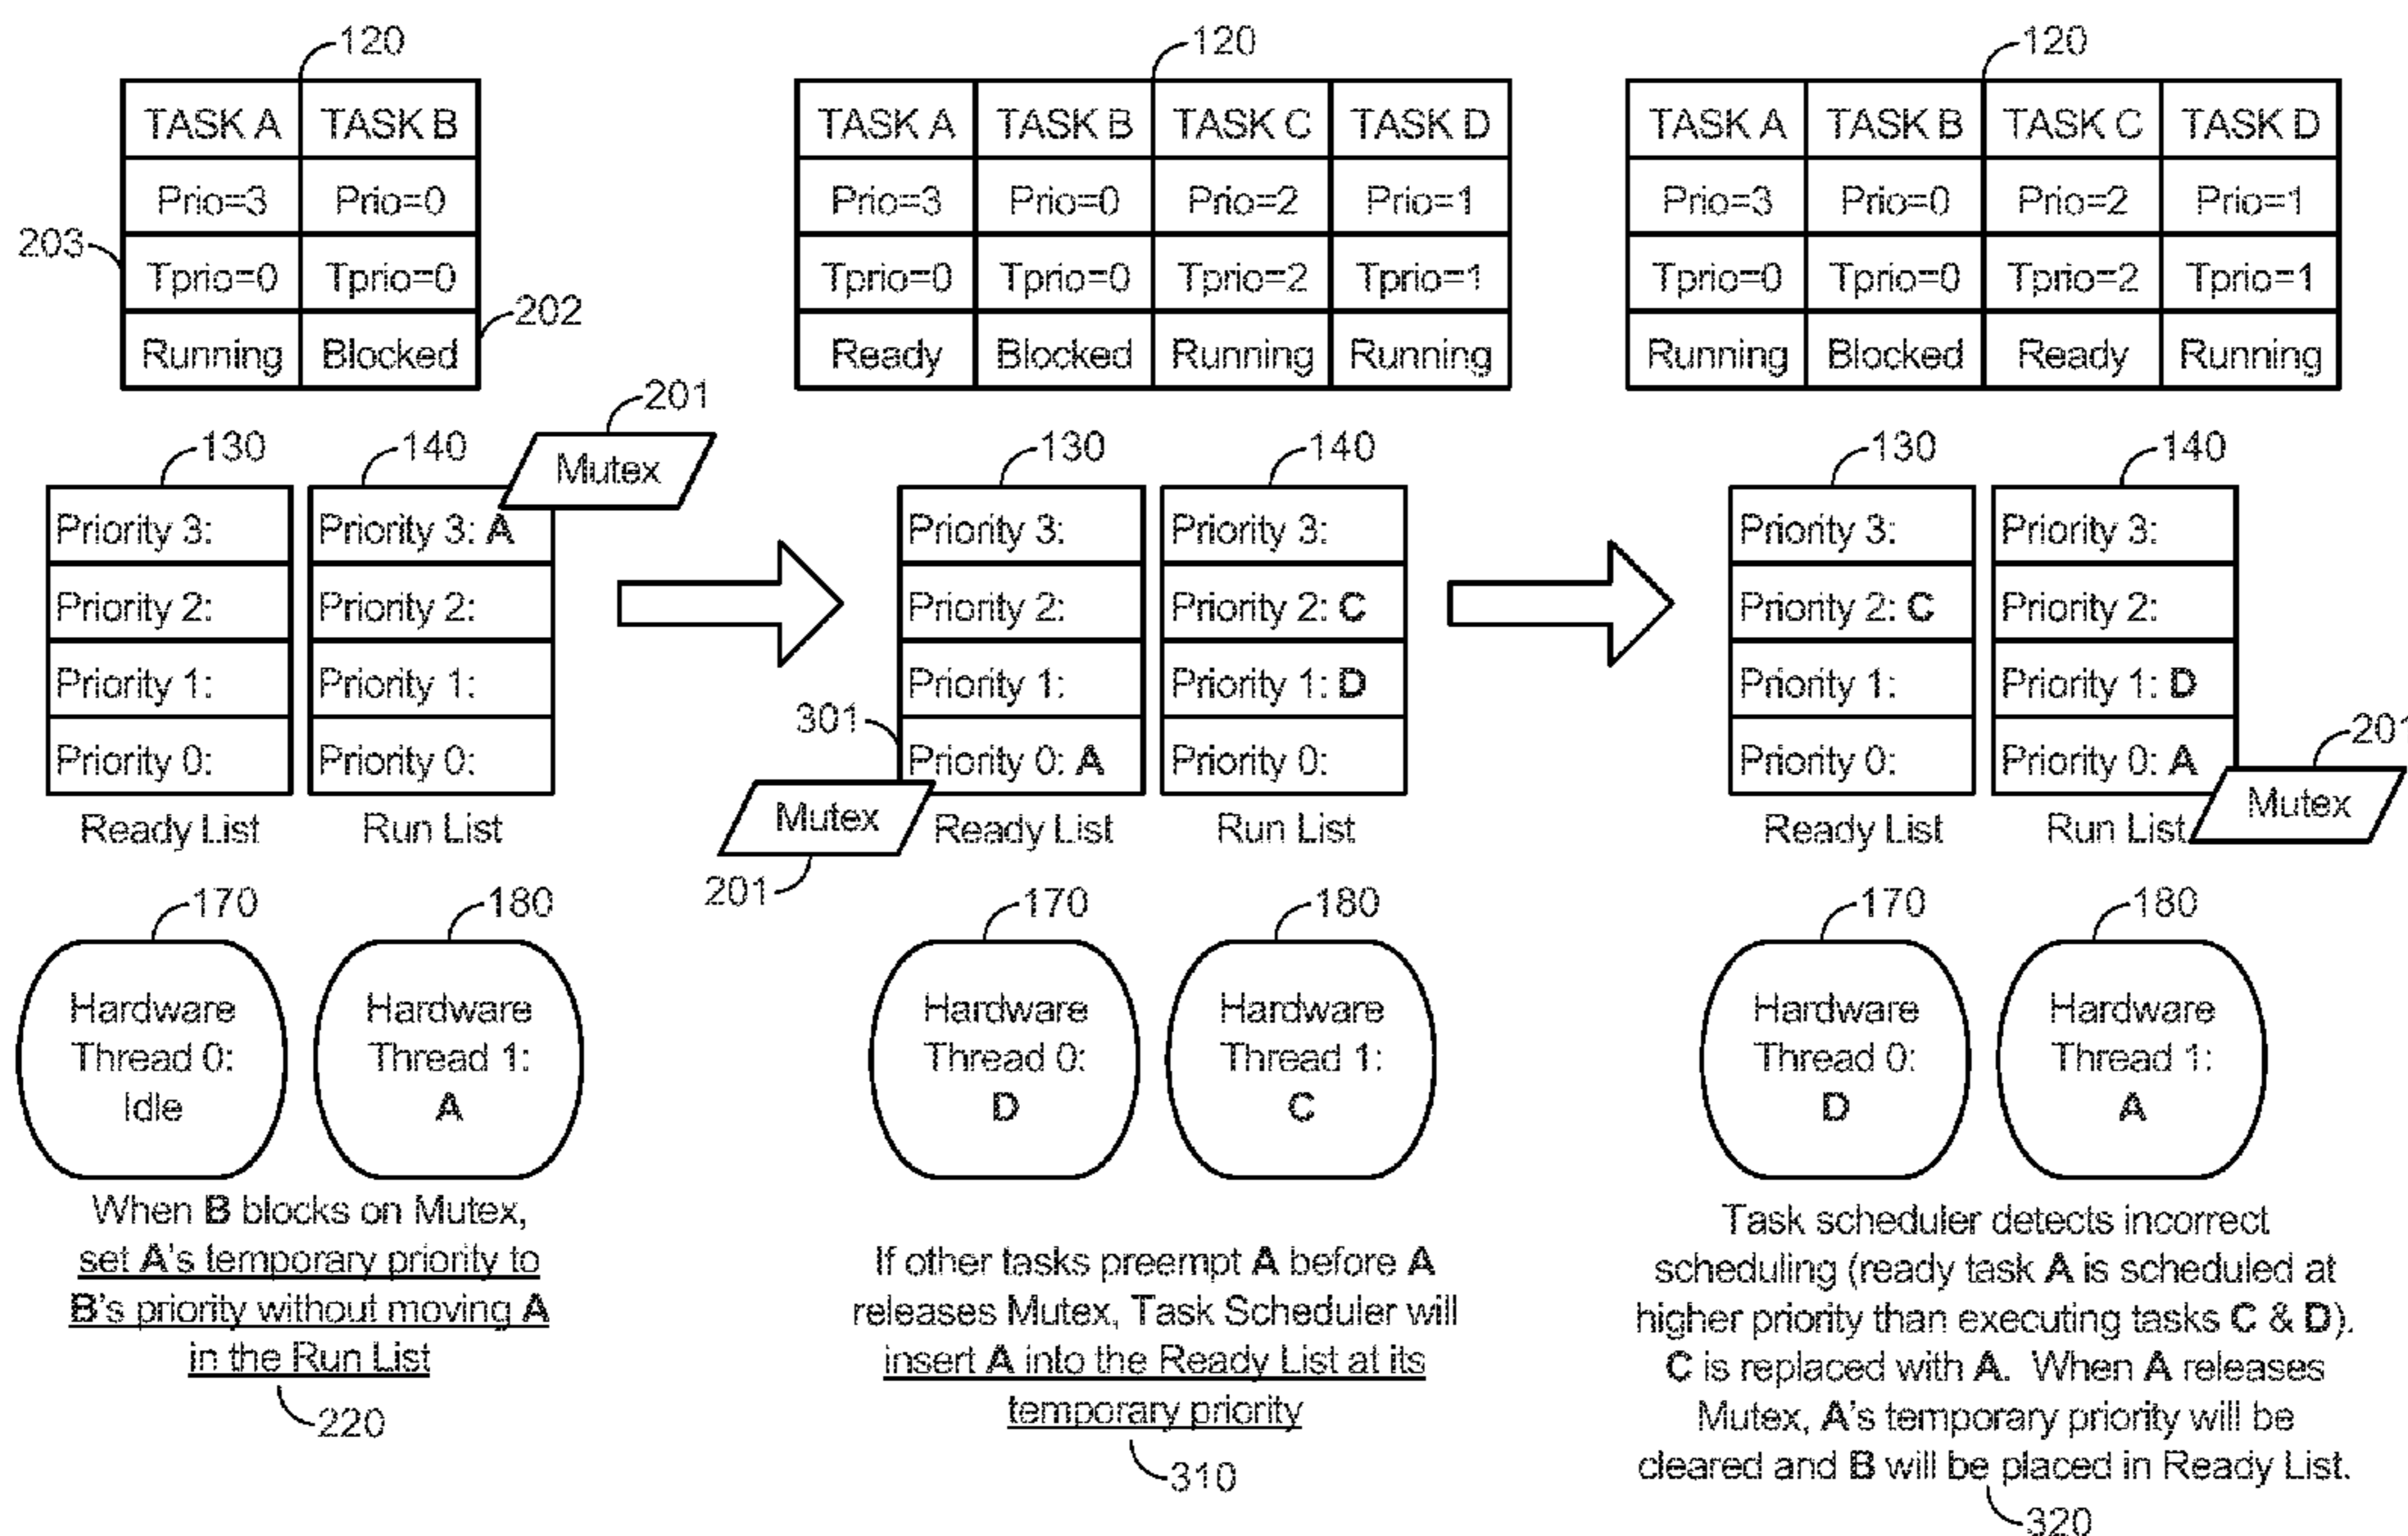 120
TASK A TASK B
Prio=3 Prio=0
203
Tprio=0 Tprio=0
202
Running Blocked
201
Mutex
130 140
Priority 3: Priority 3: A
Priority 2: Priority 2:
Priority 1: Priority 1:
Priority 0: Priority 0:
Ready List Run List
170 180
Hardware Hardware
Thread 0: Thread 1:
Idle A
When B blocks on Mutex,
set A's temporary priority to
B's priority without moving A
in the Run List
220
120
TASK A TASK B TASK C TASK D
Prio=3 Prio=0 Prio=2 Prio=1
Tprio=0 Tprio=0 Tprio=2 Tprio=1
Ready Blocked Running Running
130 140
Priority 3: Priority 3:
Priority 2: Priority 2: C
Priority 1: Priority 1: D
301
Priority 0: A Priority 0:
Mutex
Ready List Run List
201
170 180
Hardware Hardware
Thread 0: Thread 1:
D C
If other tasks preempt A before A
releases Mutex, Task Scheduler will
insert A into the Ready List at its
temporary priority
310
120
TASK A TASK B TASK C TASK D
Prio=3 Prio=0 Prio=2 Prio=1
Tprio=0 Tprio=0 Tprio=2 Tprio=1
Running Blocked Ready Running
130 140
Priority 3: Priority 3:
Priority 2: C Priority 2:
Priority 1: Priority 1: D
201
Priority 0: Priority 0: A
Mutex
Ready List Run List
170 180
Hardware Hardware
Thread 0: Thread 1:
D A
Task scheduler detects incorrect
scheduling (ready task A is scheduled at
higher priority than executing tasks C & D).
C is replaced with A. When A releases
Mutex, A's temporary priority will be
cleared and B will be placed in Ready List.
320